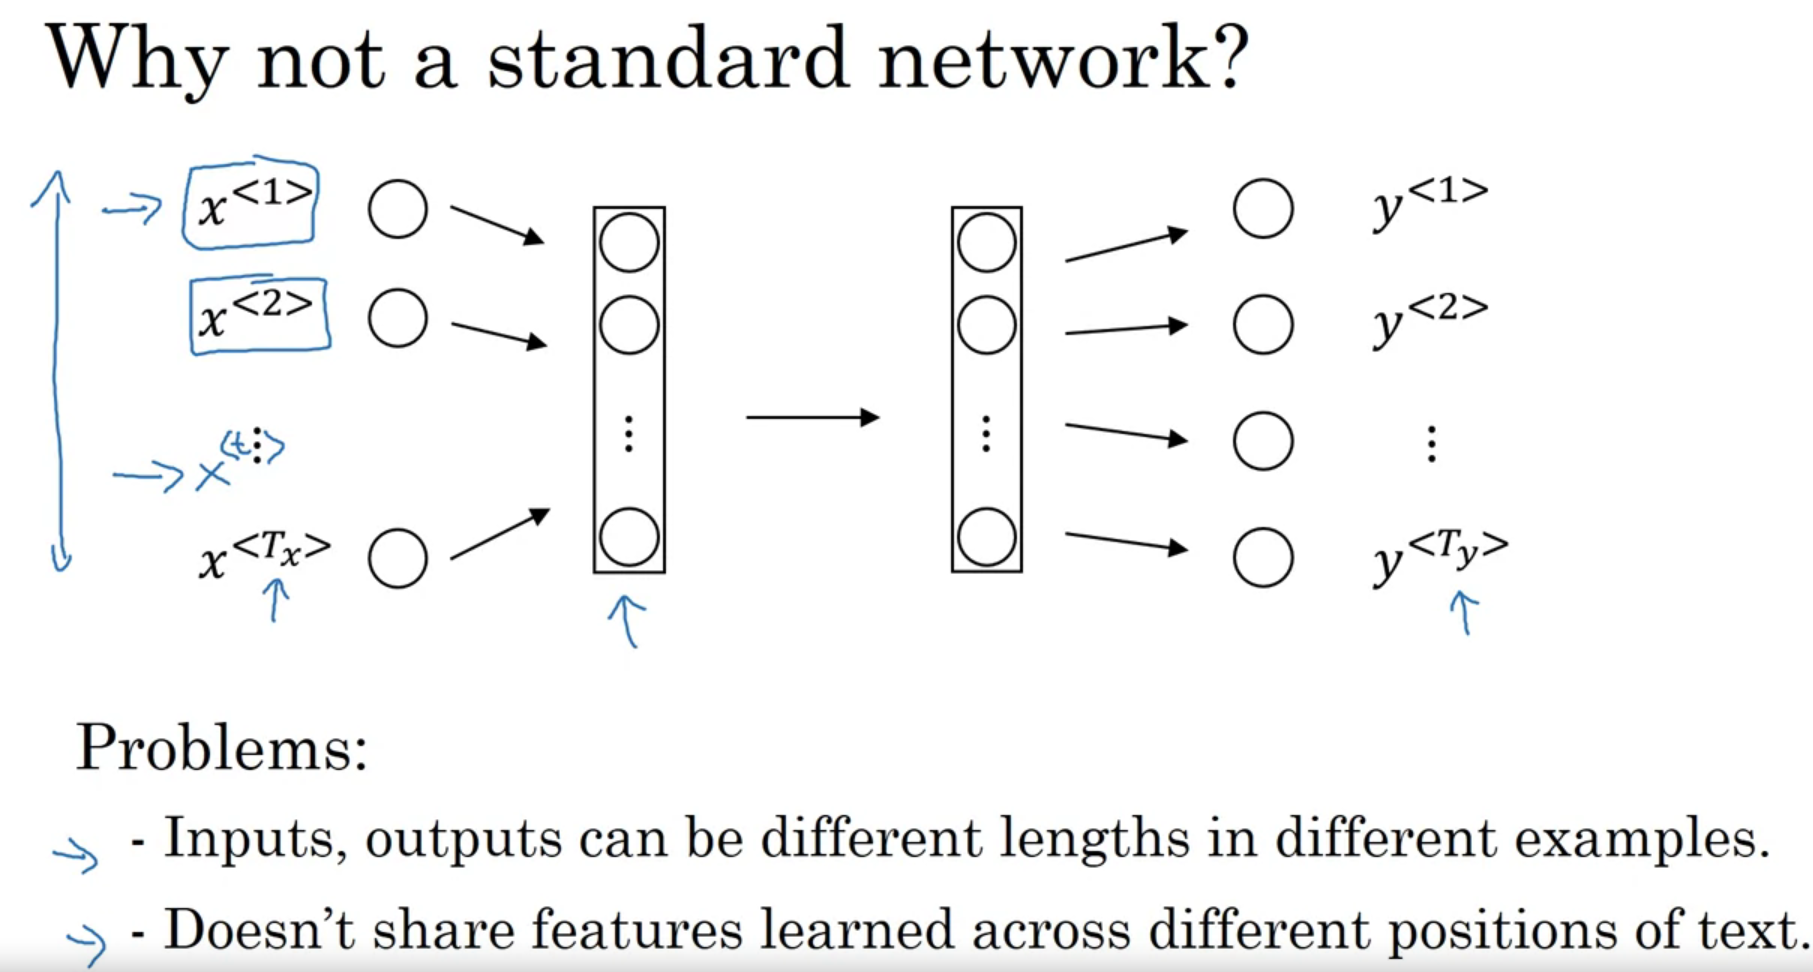 Why not a standard network?
→ x<1> y<1>
x<2> y<2>
→ x<t> ⋮
x<Tx> y<Ty>
Problems:
→ - Inputs, outputs can be different lengths in different examples.
→ - Doesn't share features learned across different positions of text.